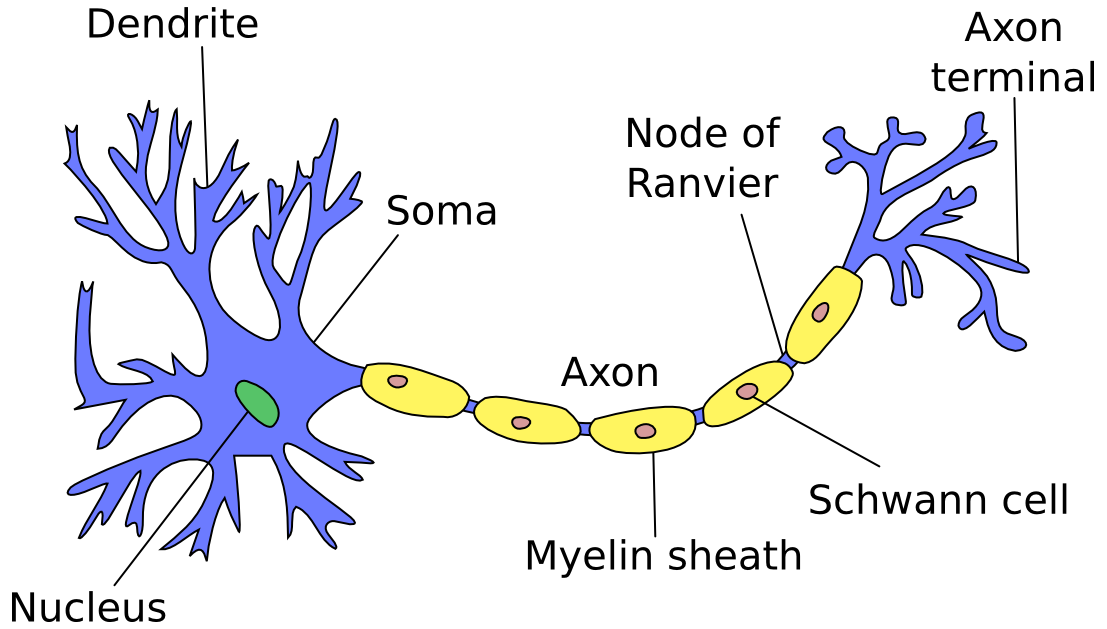 Dendrite
Axon
terminal
Node of
Ranvier
Soma
Axon
Schwann cell
Myelin sheath
Nucleus